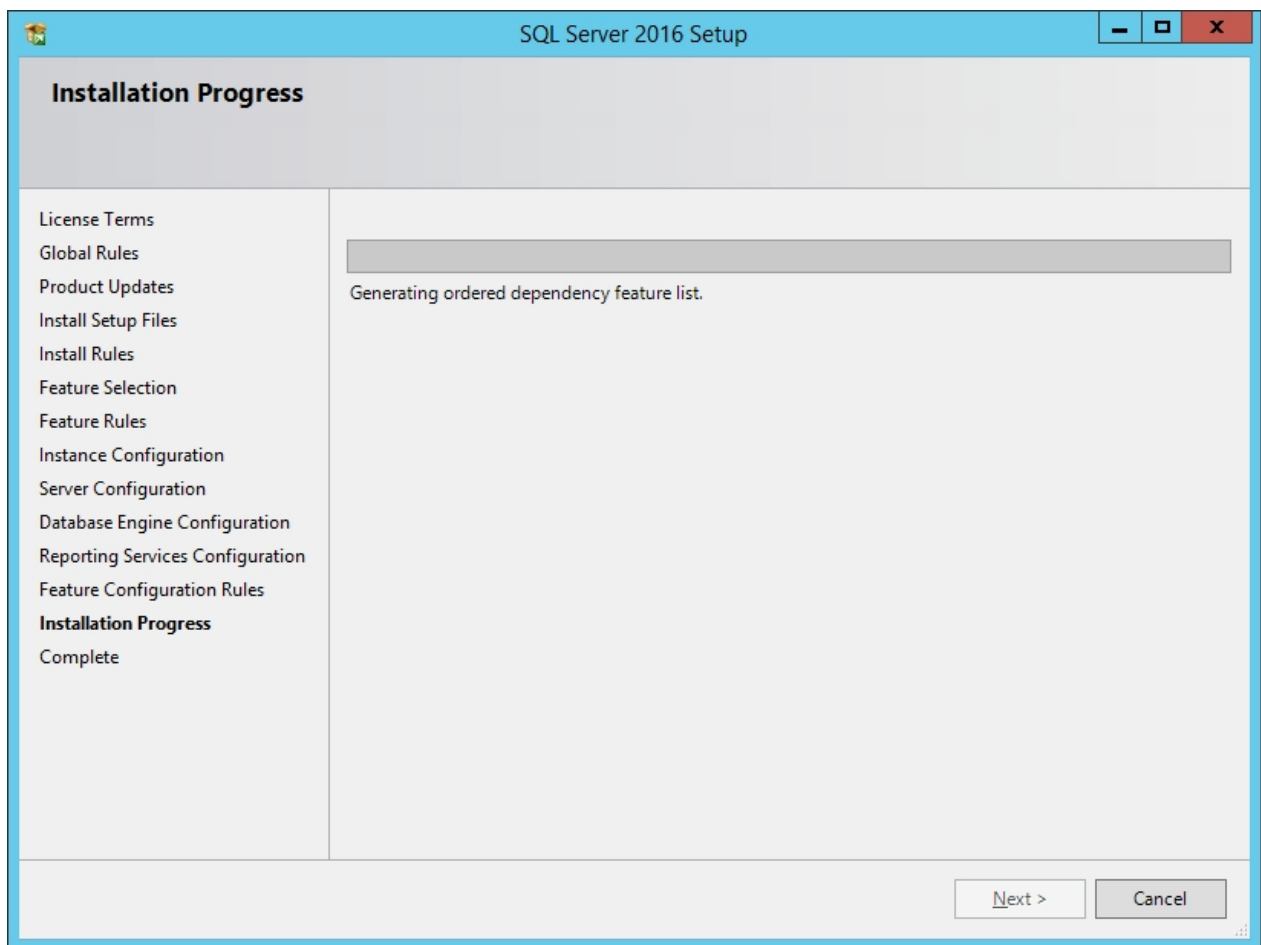 SQL Server 2016 Setup
Installation Progress
License Terms
Global Rules
Product Updates
Install Setup Files
Install Rules
Feature Selection
Feature Rules
Instance Configuration
Server Configuration
Database Engine Configuration
Reporting Services Configuration
Feature Configuration Rules
Installation Progress
Complete
Generating ordered dependency feature list.
Next >
Cancel